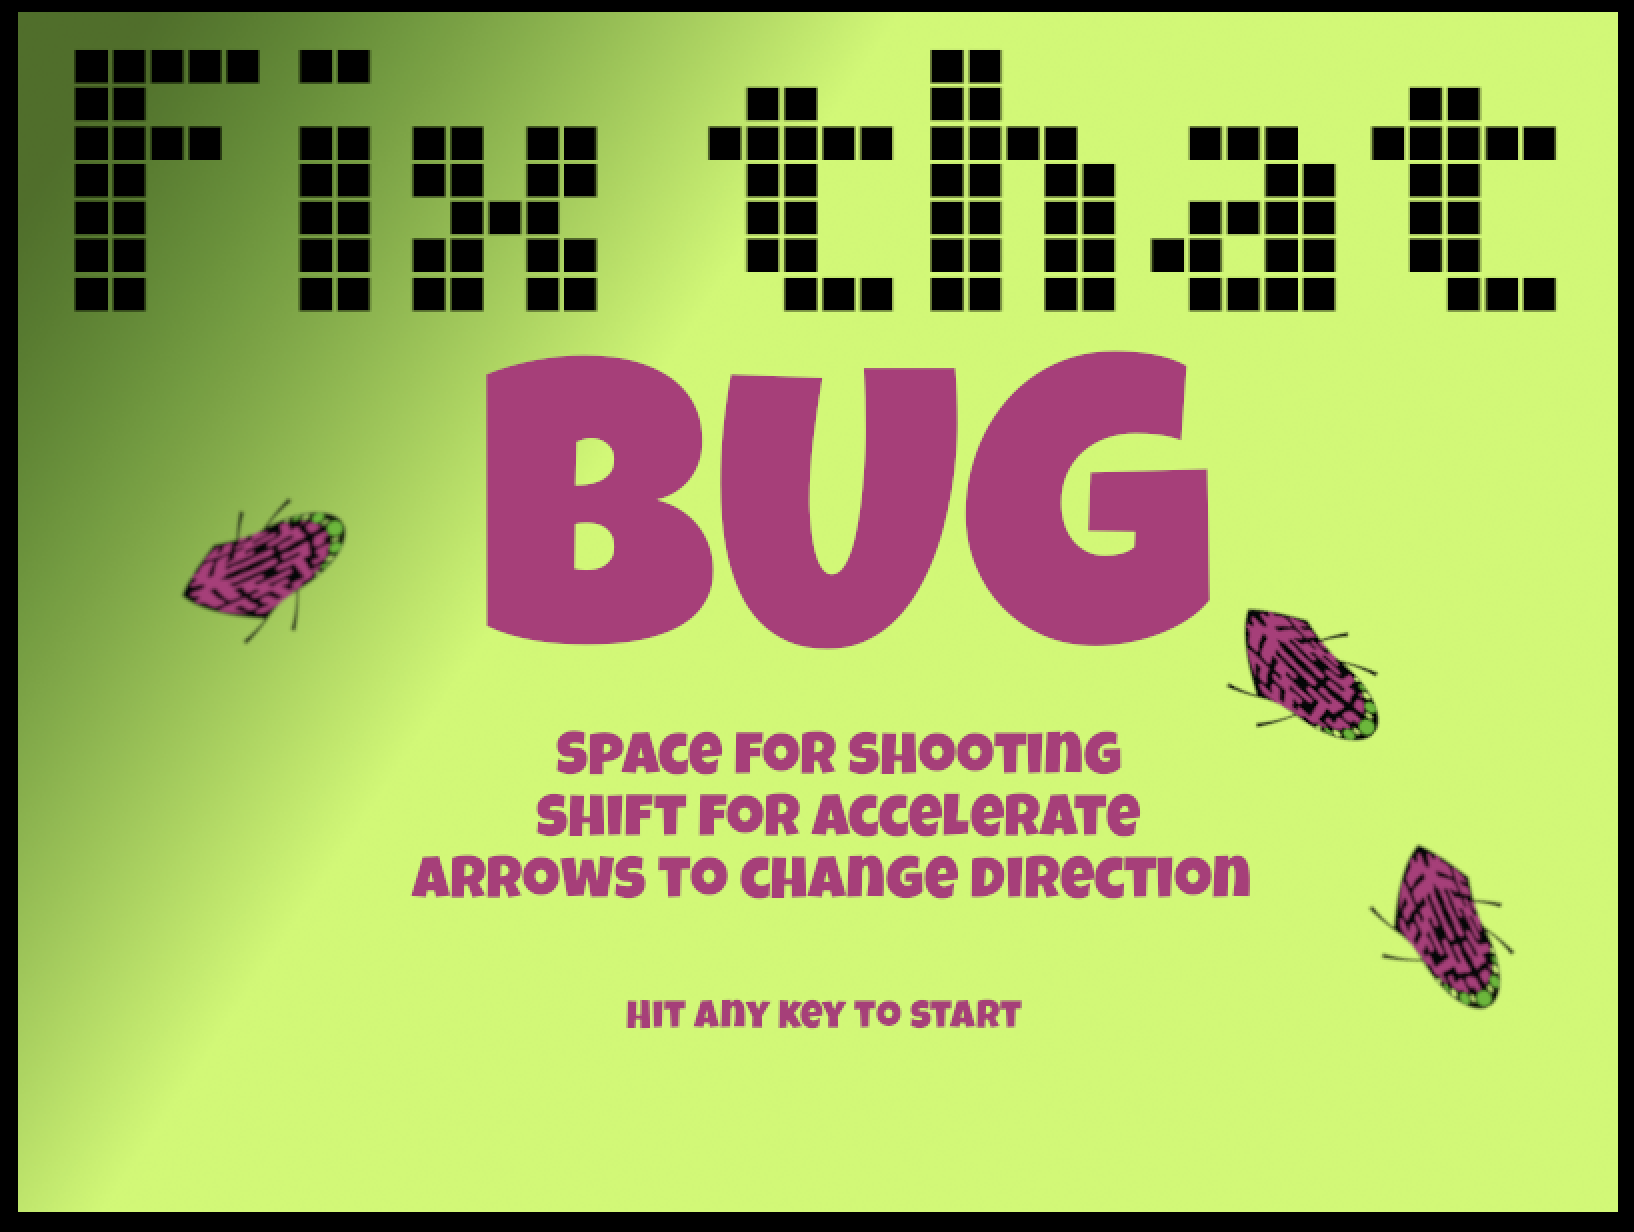 Fix that
BUG
SPACE FOR SHOOTING
SHIFT FOR ACCELERATE
ARROWS TO CHANGE DIRECTION
HIT ANY KEY TO START